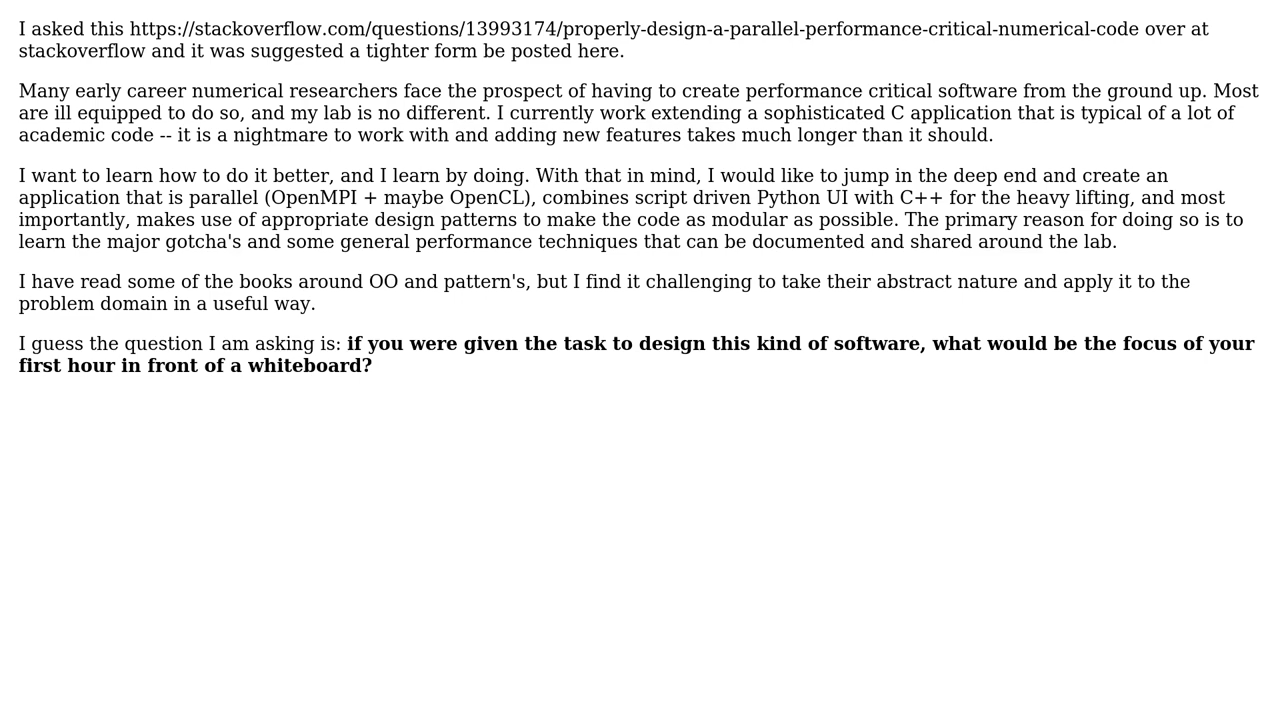 I asked this https://stackoverflow.com/questions/13993174/properly-design-a-parallel-performance-critical-numerical-code over at
stackoverflow and it was suggested a tighter form be posted here.
Many early career numerical researchers face the prospect of having to create performance critical software from the ground up. Most
are ill equipped to do so, and my lab is no different. I currently work extending a sophisticated C application that is typical of a lot of
academic code -- it is a nightmare to work with and adding new features takes much longer than it should.
I want to learn how to do it better, and I learn by doing. With that in mind, I would like to jump in the deep end and create an
application that is parallel (OpenMPI + maybe OpenCL), combines script driven Python UI with C++ for the heavy lifting, and most
importantly, makes use of appropriate design patterns to make the code as modular as possible. The primary reason for doing so is to
learn the major gotcha's and some general performance techniques that can be documented and shared around the lab.
I have read some of the books around OO and pattern's, but I find it challenging to take their abstract nature and apply it to the
problem domain in a useful way.
I guess the question I am asking is: if you were given the task to design this kind of software, what would be the focus of your
first hour in front of a whiteboard?